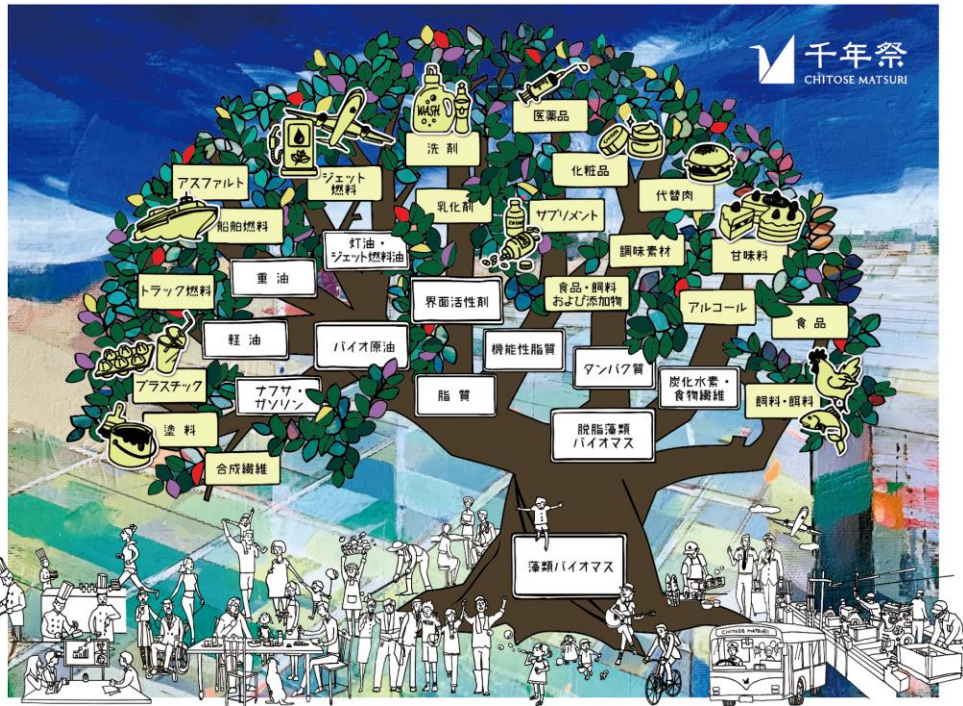 千年祭
CHITOSE MATSURI
WASH
医薬品
洗剤
化粧品
アスファルト
ジェット
燃料
代替肉
乳化剤
サプリメント
船舶燃料
灯油・
ジェット燃料油
調味素材
甘味料
重油
トラック燃料
界面活性剤
食品・飼料
および添加物
アルコール
食品
軽油
バイオ原油
機能性脂質
タンパク質
プラスチック
ナフサ・
ガソリン
脂質
炭化水素・
食物繊維
飼料・餌料
塗料
脱脂藻類
バイオマス
合成繊維
藻類バイオマス
CHITOSE MATSURI